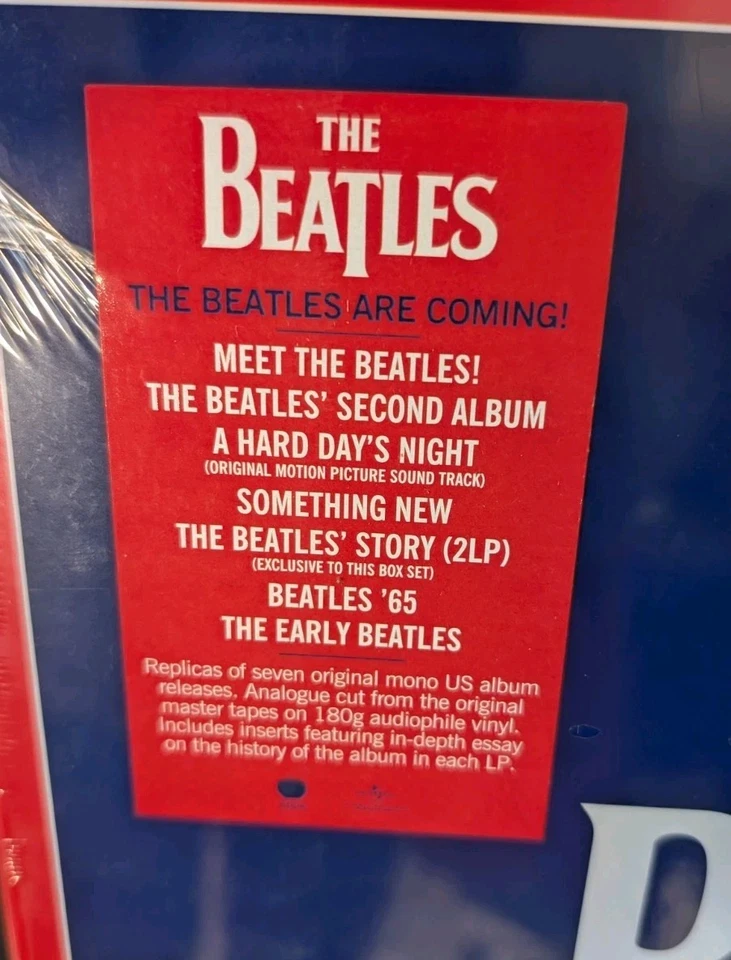 THE
BEATLES
THE BEATLES ARE COMING!
MEET THE BEATLES!
THE BEATLES' SECOND ALBUM
A HARD DAY'S NIGHT
(ORIGINAL MOTION PICTURE SOUND TRACK)
SOMETHING NEW
THE BEATLES' STORY (2LP)
(EXCLUSIVE TO THIS BOX SET)
BEATLES '65
THE EARLY BEATLES
Replicas of seven original mono US album
releases. Analogue cut from the original
master tapes on 180g audiophile vinyl.
Includes inserts featuring in-depth essay
on the history of the album in each LP.